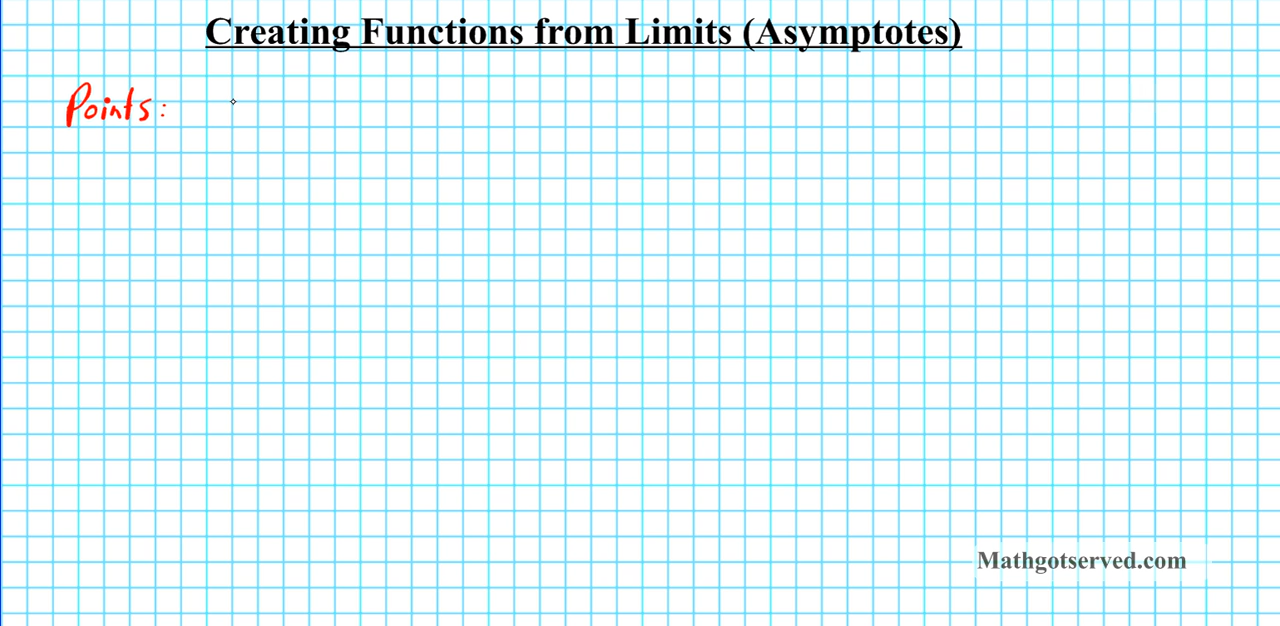 Creating Functions from Limits (Asymptotes)
Points:
Mathgotserved.com